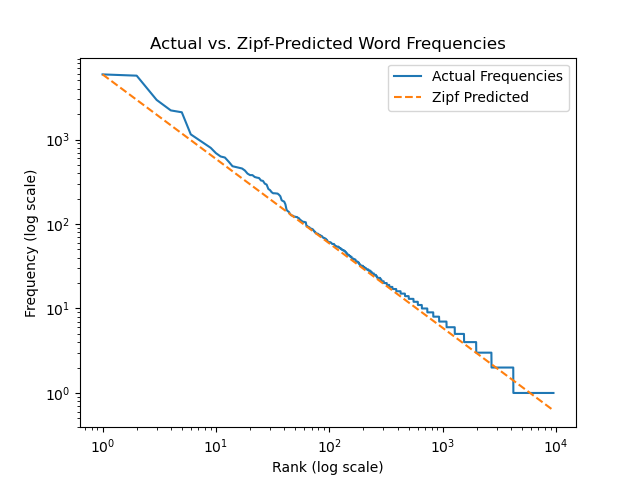 Actual vs. Zipf-Predicted Word Frequencies
Actual Frequencies
Zipf Predicted
Frequency (log scale)
10³
10²
10¹
10⁰
10⁰ 10¹ 10² 10³ 10⁴
Rank (log scale)